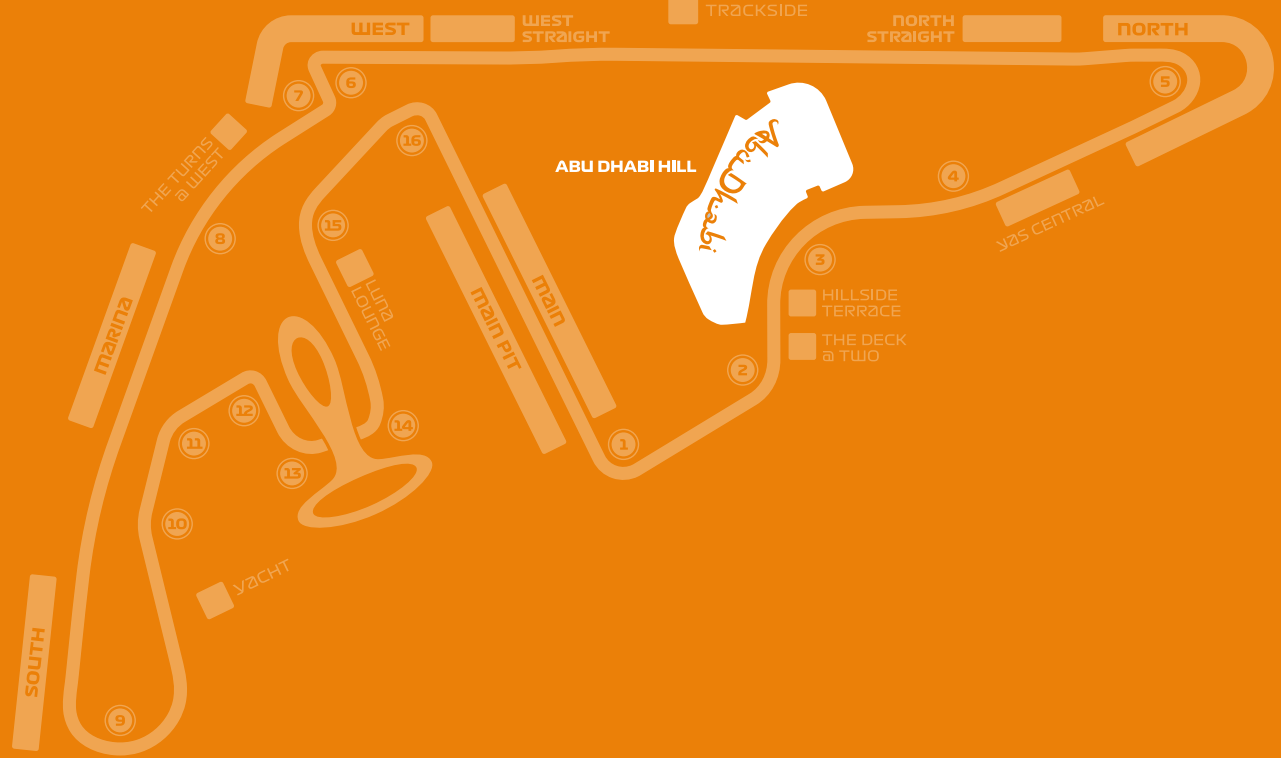 TRACKSIDE
WEST
WEST
STRAIGHT
NORTH
STRAIGHT
NORTH
7
6
5
THE TURNS
@ WEST
16
ABU DHABI HILL
Abu Dhabi
4
YAS CENTRAL
15
8
3
LUNA
LOUNGE
MAIN PIT
MAIN
HILLSIDE
TERRACE
THE DECK
@ TWO
MARINA
2
12
11
14
1
13
10
YACHT
SOUTH
9